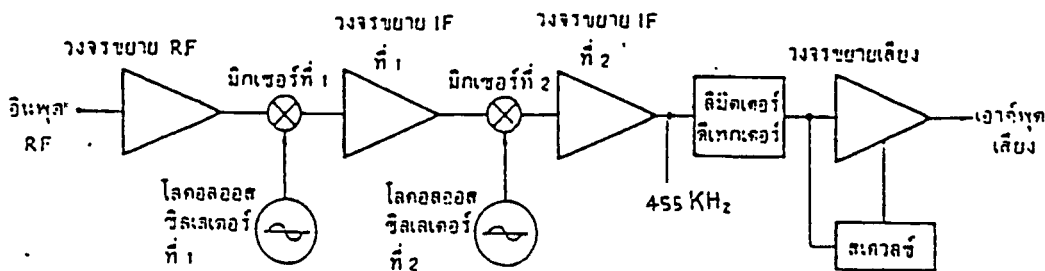 วงจรขยาย RF
วงจรขยาย IF
ที่ 1
วงจรขยาย IF
ที่ 2
วงจรขยายเสียง
มิกเซอร์ที่ 1
มิกเซอร์ที่ 2
อินพุต
RF
ลิมิตเตอร์
ดีเทกเตอร์
เอาท์พุต
เสียง
โลคอลออส
ซิลเลเตอร์
ที่ 1
โลคอลออส
ซิลเลเตอร์
ที่ 2
455 KHz
สเควลช์